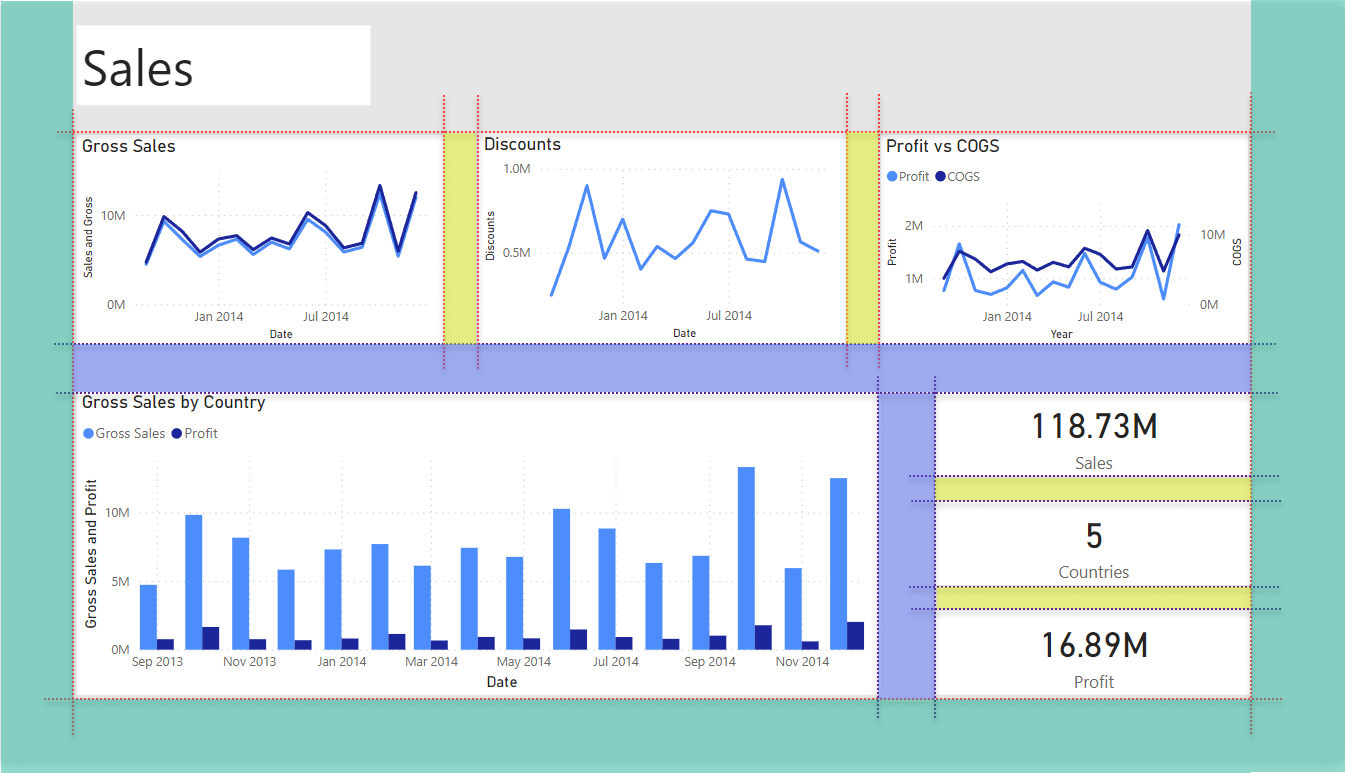 Sales
Gross Sales
Sales and Gross
10M
0M
Jan 2014 Jul 2014
Date
Discounts
Discounts
1.0M
0.5M
Jan 2014 Jul 2014
Date
Profit vs COGS
Profit COGS
Profit
2M
1M
10M
0M
COGS
Jan 2014 Jul 2014
Year
Gross Sales by Country
Gross Sales Profit
Gross Sales and Profit
10M
5M
0M
Sep 2013 Nov 2013 Jan 2014 Mar 2014 May 2014 Jul 2014 Sep 2014 Nov 2014
Date
118.73M
Sales
5
Countries
16.89M
Profit